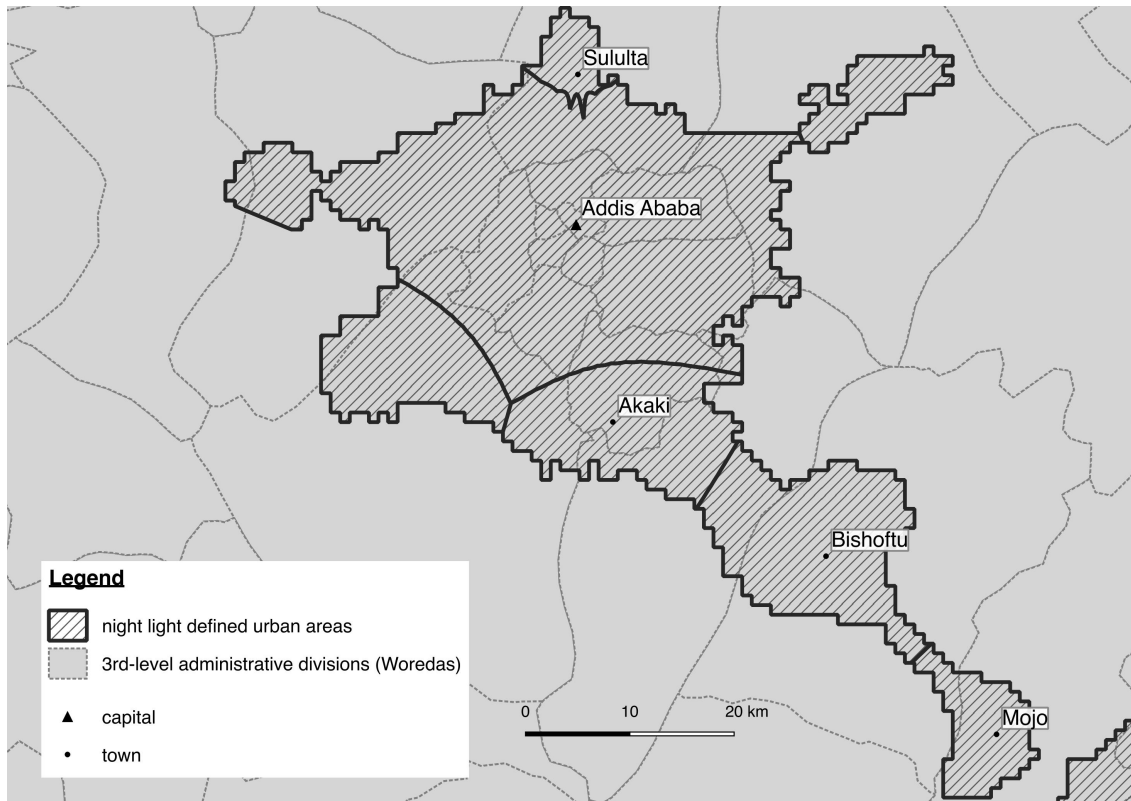 Sululta
Addis Ababa
Akaki
Bishoftu
Mojo
Legend
night light defined urban areas
3rd-level administrative divisions (Woredas)
capital
town
0 10 20 km